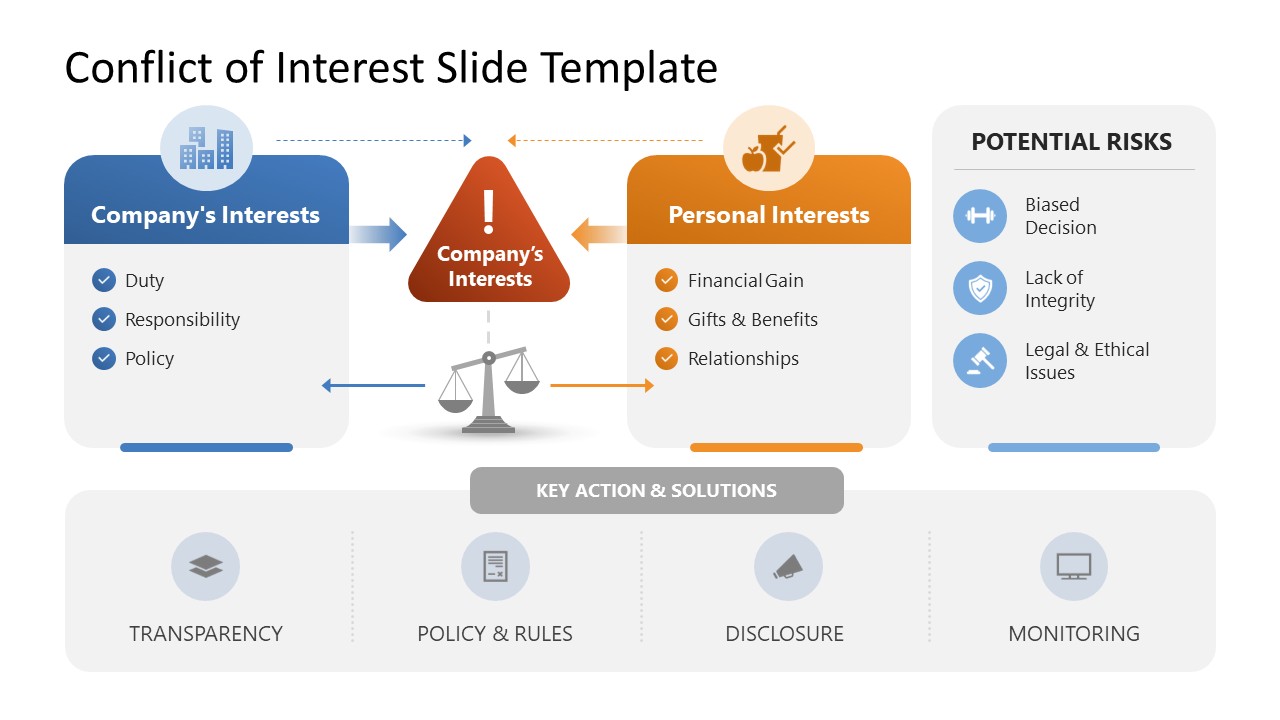 Conflict of Interest Slide Template
Company's Interests
Duty
Responsibility
Policy
!
Company’s
Interests
Personal Interests
Financial Gain
Gifts & Benefits
Relationships
POTENTIAL RISKS
Biased
Decision
Lack of
Integrity
Legal & Ethical
Issues
KEY ACTION & SOLUTIONS
TRANSPARENCY
POLICY & RULES
DISCLOSURE
MONITORING